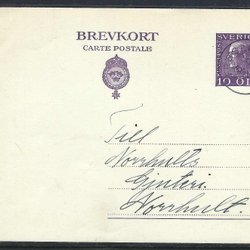 BREVKORT
CARTE POSTALE
SVERIGE
10 ÖRE
Till
Norrhults
Gjuteri
Norrhult